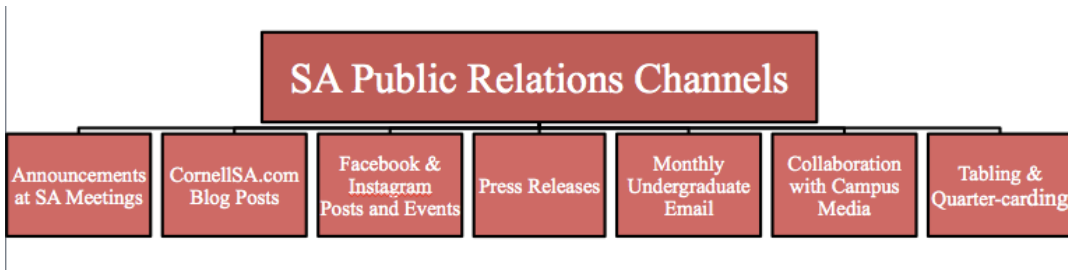 SA Public Relations Channels
Announcements
at SA Meetings
CornellSA.com
Blog Posts
Facebook &
Instagram
Posts and Events
Press Releases
Monthly
Undergraduate
Email
Collaboration
with Campus
Media
Tabling &
Quarter-carding